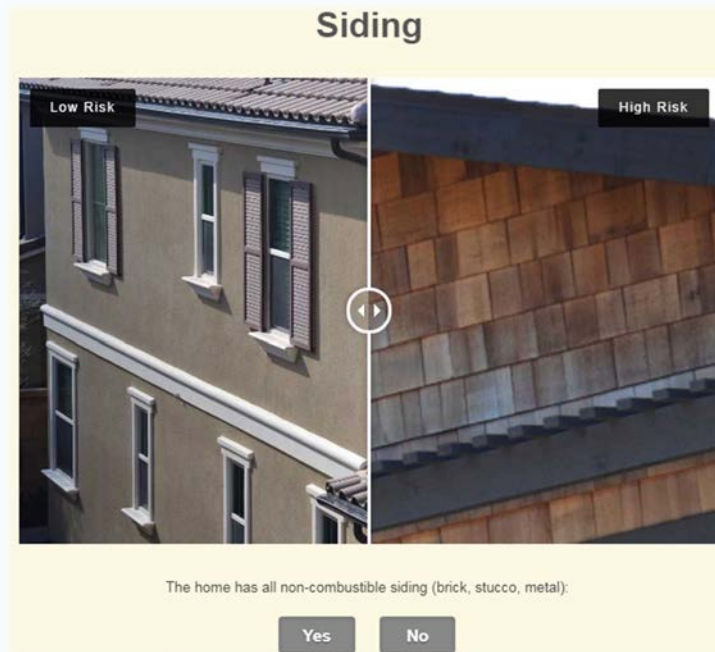 Siding
Low Risk
High Risk
The home has all non-combustible siding (brick, stucco, metal):
Yes
No